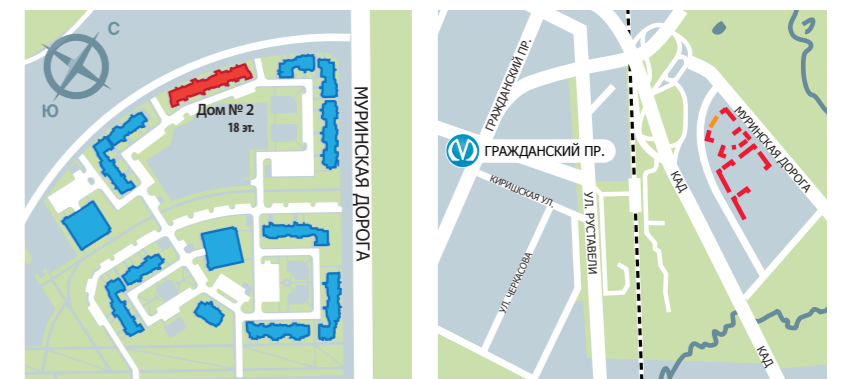 С
Ю
Дом № 2
18 эт.
МУРИНСКАЯ ДОРОГА
ГРАЖДАНСКИЙ ПР.
ГРАЖДАНСКИЙ ПР.
КИРИШСКАЯ УЛ.
УЛ. ЧЕРКАСОВА
УЛ. РУСТАВЕЛИ
КАД
МУРИНСКАЯ ДОРОГА
КАД